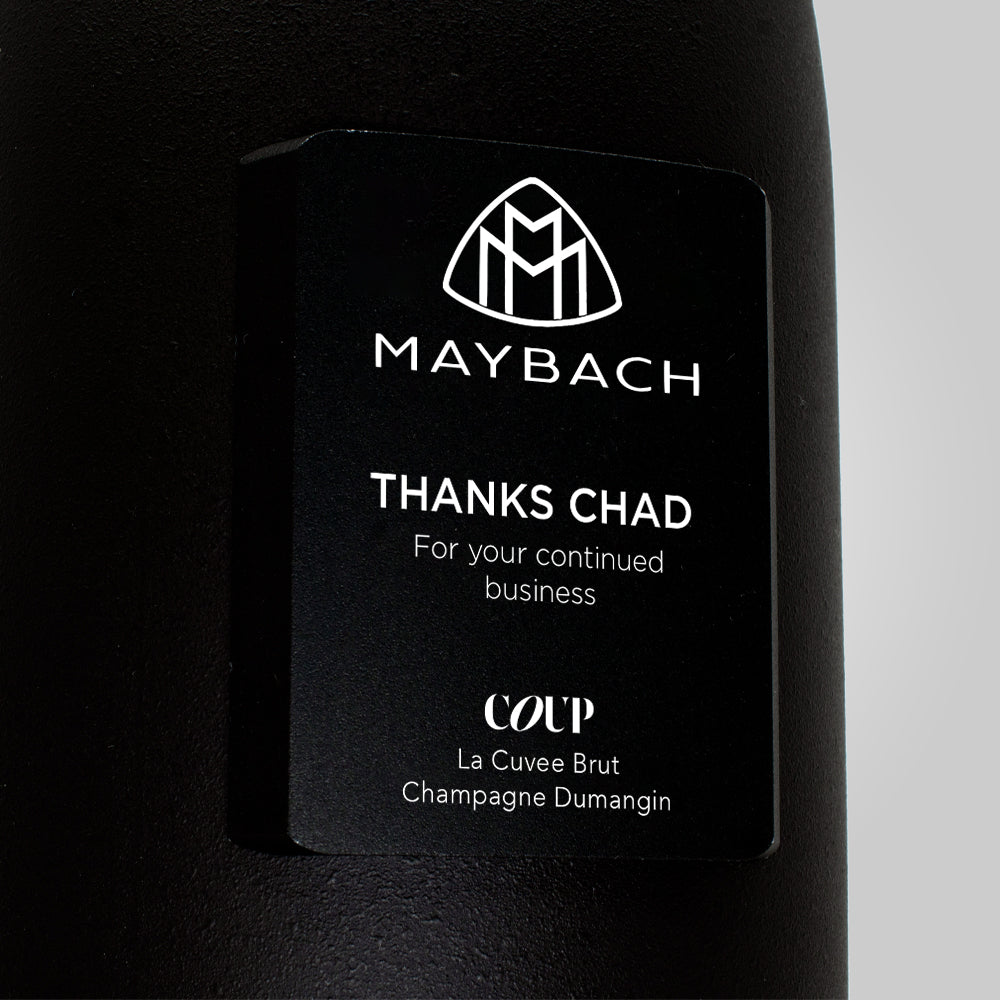 MAYBACH
THANKS CHAD
For your continued
business
COUP
La Cuvee Brut
Champagne Dumangin